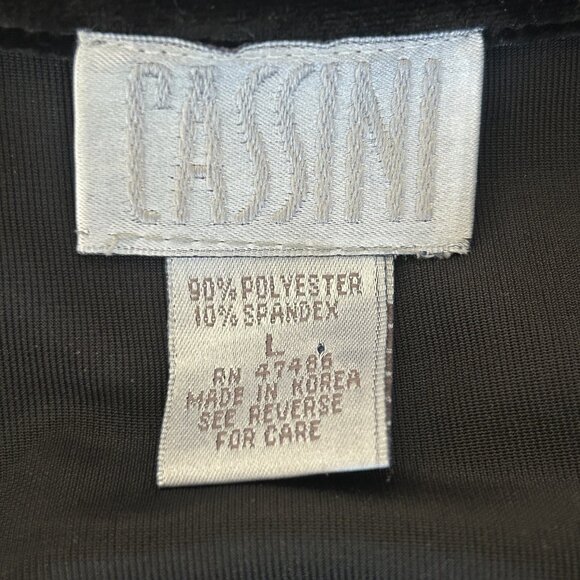 CASSINI
90% POLYESTER
10% SPANDEX
L
RN 47486
MADE IN KOREA
SEE REVERSE
FOR CARE